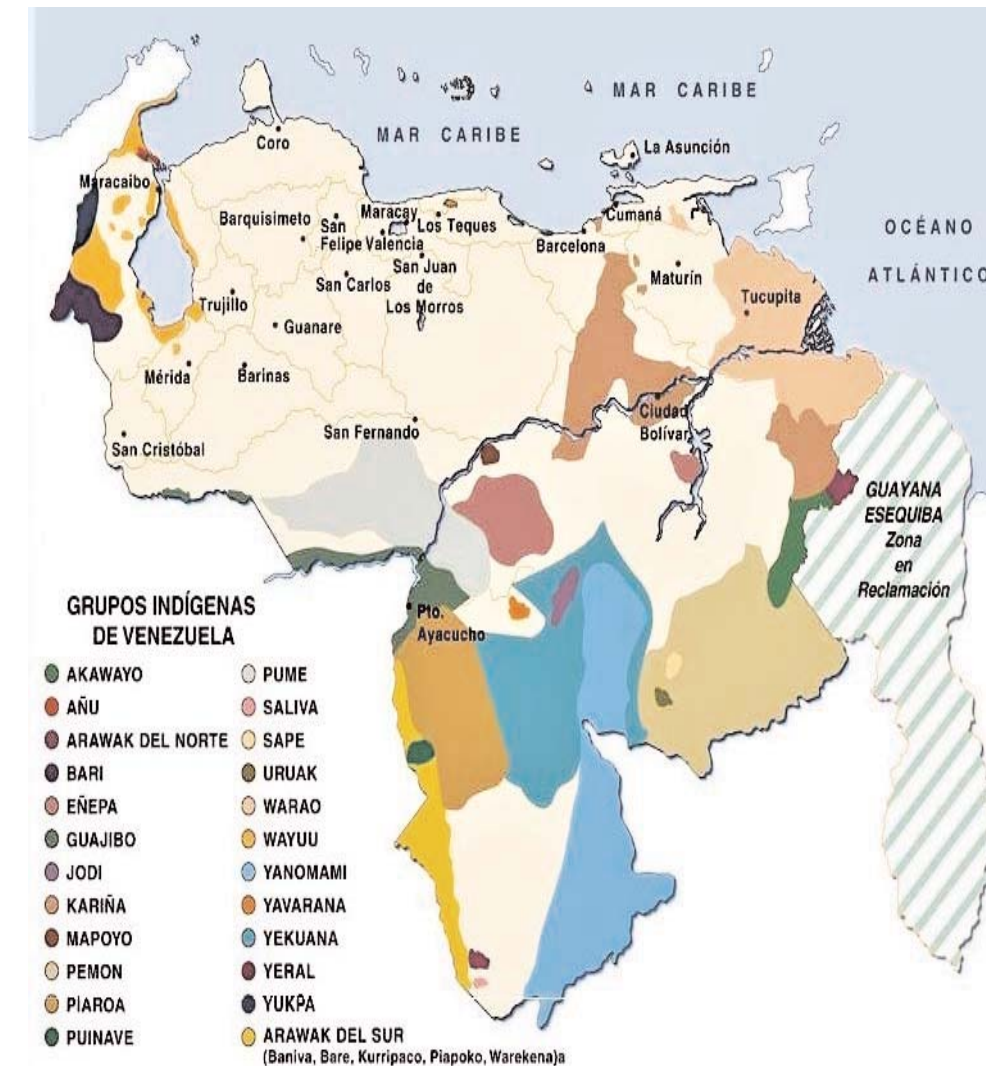 MAR CARIBE
MAR CARIBE
Coro
La Asunción
Maracaibo
Barquisimeto
San
Felipe
Maracay
Valencia
Los Teques
Cumaná
Barcelona
OCÉANO
ATLÁNTICO
San Carlos
San Juan
de
Los Morros
Maturín
Trujillo
Guanare
Tucupita
Mérida
Barinas
San Cristóbal
San Fernando
Ciudad
Bolívar
GUAYANA
ESEQUIBA
Zona
en
Reclamación
Pto.
Ayacucho
GRUPOS INDÍGENAS
DE VENEZUELA
AKAWAYO
AÑU
ARAWAK DEL NORTE
BARI
EÑEPA
GUAJIBO
JODI
KARIÑA
MAPOYO
PEMON
PIAROA
PUINAVE
PUME
SALIVA
SAPE
URUAK
WARAO
WAYUU
YANOMAMI
YAVARANA
YEKUANA
YERAL
YUKPA
ARAWAK DEL SUR
(Baniva, Bare, Kurripaco, Piapoko, Warekena)a